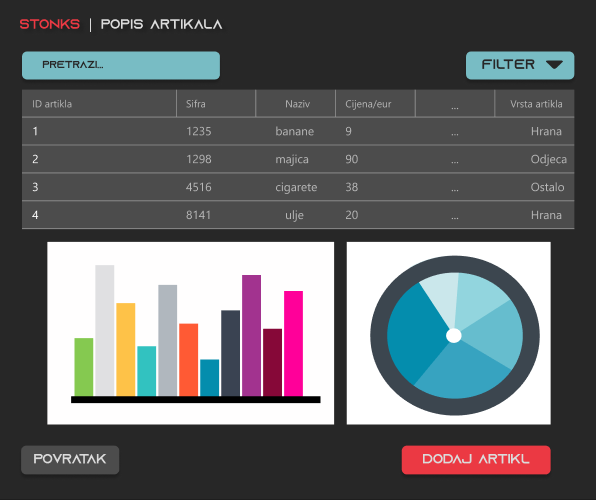 STONKS | POPIS ARTIKALA
PRETRAZI... FILTER
ID artikla Sifra Naziv Cijena/eur ... Vrsta artikla
1 1235 banane 9 ... Hrana
2 1298 majica 90 ... Odjeca
3 4516 cigarete 38 ... Ostalo
4 8141 ulje 20 ... Hrana
POVRATAK DODAJ ARTIKL